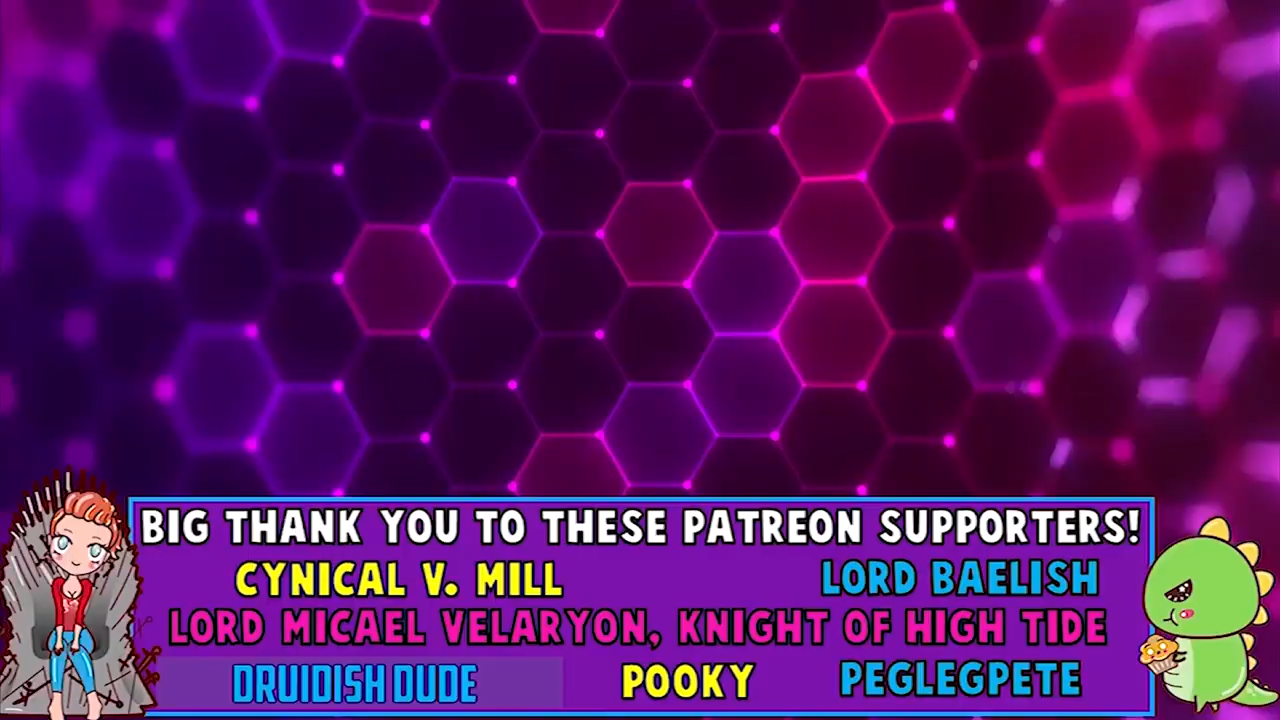 BIG THANK YOU TO THESE PATREON SUPPORTERS!
CYNICAL V. MILL LORD BAELISH
LORD MICAEL VELARYON, KNIGHT OF HIGH TIDE
DRUIDISH DUDE POOKY PEGLEGPETE